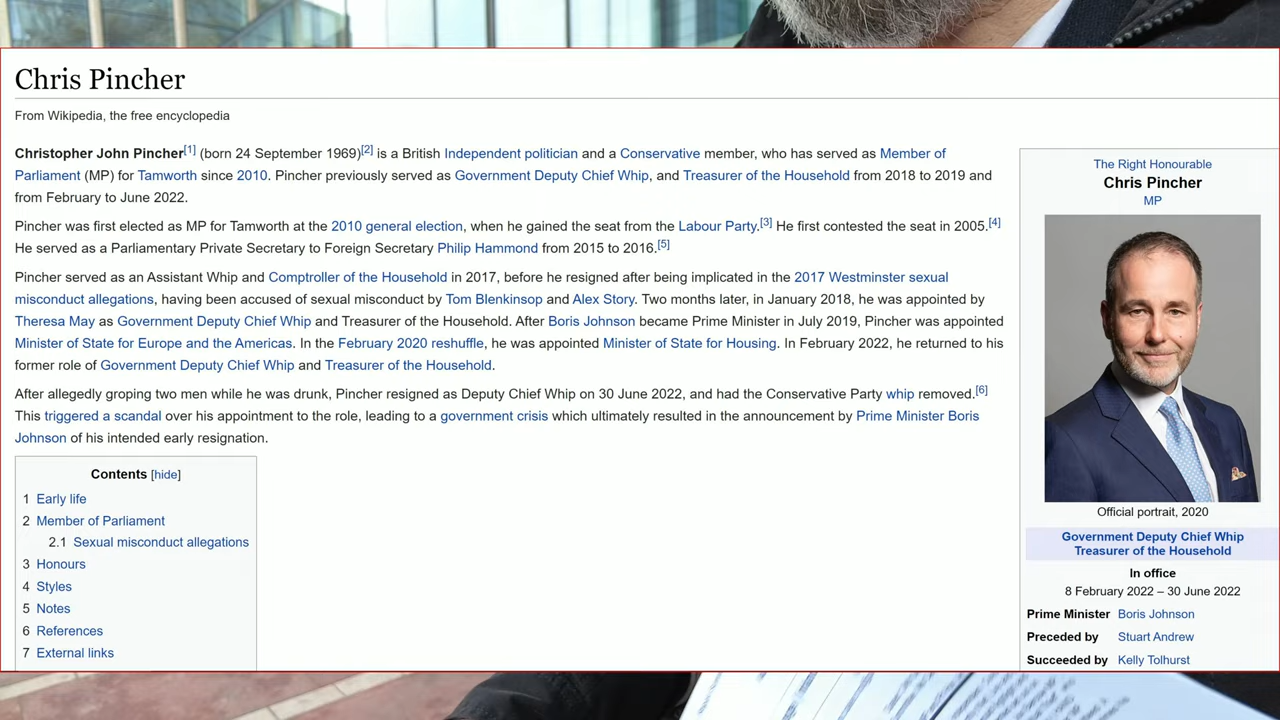 Chris Pincher
From Wikipedia, the free encyclopedia
Christopher John Pincher[1] (born 24 September 1969)[2] is a British Independent politician and a Conservative member, who has served as Member of
Parliament (MP) for Tamworth since 2010. Pincher previously served as Government Deputy Chief Whip, and Treasurer of the Household from 2018 to 2019 and
from February to June 2022.
Pincher was first elected as MP for Tamworth at the 2010 general election, when he gained the seat from the Labour Party.[3] He first contested the seat in 2005.[4]
He served as a Parliamentary Private Secretary to Foreign Secretary Philip Hammond from 2015 to 2016.[5]
Pincher served as an Assistant Whip and Comptroller of the Household in 2017, before he resigned after being implicated in the 2017 Westminster sexual
misconduct allegations, having been accused of sexual misconduct by Tom Blenkinsop and Alex Story. Two months later, in January 2018, he was appointed by
Theresa May as Government Deputy Chief Whip and Treasurer of the Household. After Boris Johnson became Prime Minister in July 2019, Pincher was appointed
Minister of State for Europe and the Americas. In the February 2020 reshuffle, he was appointed Minister of State for Housing. In February 2022, he returned to his
former role of Government Deputy Chief Whip and Treasurer of the Household.
After allegedly groping two men while he was drunk, Pincher resigned as Deputy Chief Whip on 30 June 2022, and had the Conservative Party whip removed.[6]
This triggered a scandal over his appointment to the role, leading to a government crisis which ultimately resulted in the announcement by Prime Minister Boris
Johnson of his intended early resignation.
Contents [hide]
1 Early life
2 Member of Parliament
2.1 Sexual misconduct allegations
3 Honours
4 Styles
5 Notes
6 References
7 External links
The Right Honourable
Chris Pincher
MP
Official portrait, 2020
Government Deputy Chief Whip
Treasurer of the Household
In office
8 February 2022 – 30 June 2022
Prime Minister Boris Johnson
Preceded by Stuart Andrew
Succeeded by Kelly Tolhurst